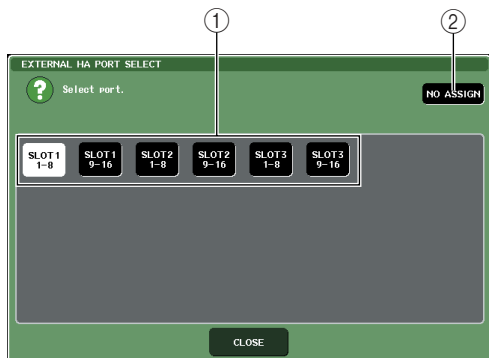 ① ②
EXTERNAL HA PORT SELECT
? Select port.
NO ASSIGN
SLOT1 SLOT1 SLOT2 SLOT2 SLOT3 SLOT3
1-8 9-16 1-8 9-16 1-8 9-16
CLOSE